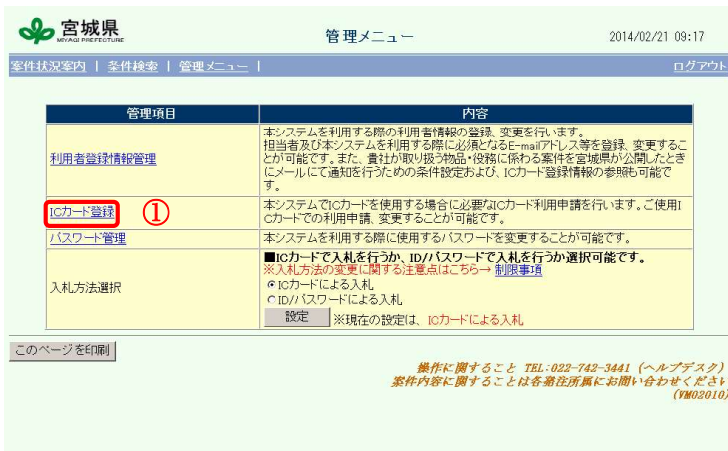 宮城県
MIYAGI PREFECTURE
管理メニュー
2014/02/21 09:17
案件状況案内 | 条件検索 | 管理メニュー |
ログアウト
管理項目
内容
利用者登録情報管理
本システムを利用する際の利用者情報の登録、変更を行います。
担当者及び本システムを利用する際に必須となるE-mailアドレス等を登録、変更するこ
とが可能です。また、貴社が取り扱う物品・役務に係わる案件を宮城県が公開したとき
にメールにて通知を行うための条件設定および、ICカード登録情報の参照も可能で
す。
ICカード登録
①
本システムでICカードを使用する場合に必要なICカード利用申請を行います。ご使用I
Cカードでの利用申請、変更することが可能です。
パスワード管理
本システムを利用する際に使用するパスワードを変更することが可能です。
入札方法選択
■ICカードで入札を行うか、ID/パスワードで入札を行うか選択可能です。
※入札方法の変更に関する注意点はこちら→ 制限事項
ICカードによる入札
ID/パスワードによる入札
設定 ※現在の設定は、ICカードによる入札
このページを印刷
操作に関すること TEL:022-742-3441 (ヘルプデスク)
案件内容に関することは各発注所属にお問い合わせください
(VM02010)